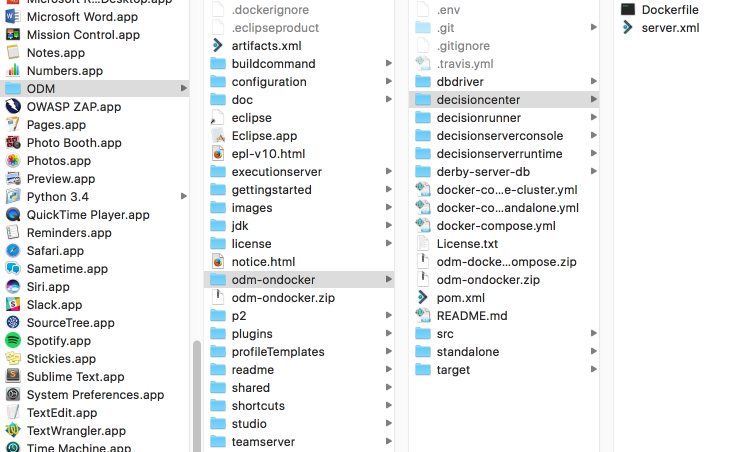 R...Desktop.app
Microsoft Word.app
Mission Control.app
Notes.app
Numbers.app
ODM
OWASP ZAP.app
Pages.app
Photo Booth.app
Photos.app
Preview.app
Python 3.4
QuickTime Player.app
Reminders.app
Safari.app
Sametime.app
Siri.app
Slack.app
SourceTree.app
Spotify.app
Stickies.app
Sublime Text.app
System Preferences.app
TextEdit.app
TextWrangler.app
Time Machine.app
.dockerignore
.eclipseproduct
artifacts.xml
buildcommand
configuration
doc
eclipse
Eclipse.app
epl-v10.html
executionserver
gettingstarted
images
jdk
license
notice.html
odm-ondocker
odm-ondocker.zip
p2
plugins
profileTemplates
readme
shared
shortcuts
studio
teamserver
.env
.git
.gitignore
.travis.yml
dbdriver
decisioncenter
decisionrunner
decisionserverconsole
decisionserverruntime
derby-server-db
docker-co...e-cluster.yml
docker-co...andalone.yml
docker-compose.yml
License.txt
odm-docke...ompose.zip
odm-ondocker.zip
pom.xml
README.md
src
standalone
target
Dockerfile
server.xml